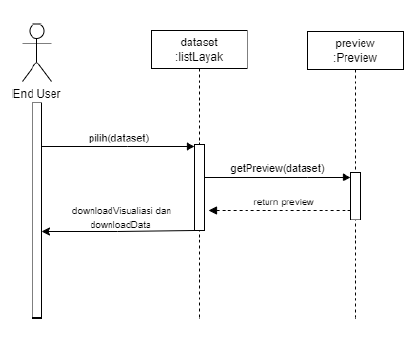 dataset
:listLayak
preview
:Preview
End User
pilih(dataset)
getPreview(dataset)
return preview
downloadVisualiasi dan
downloadData